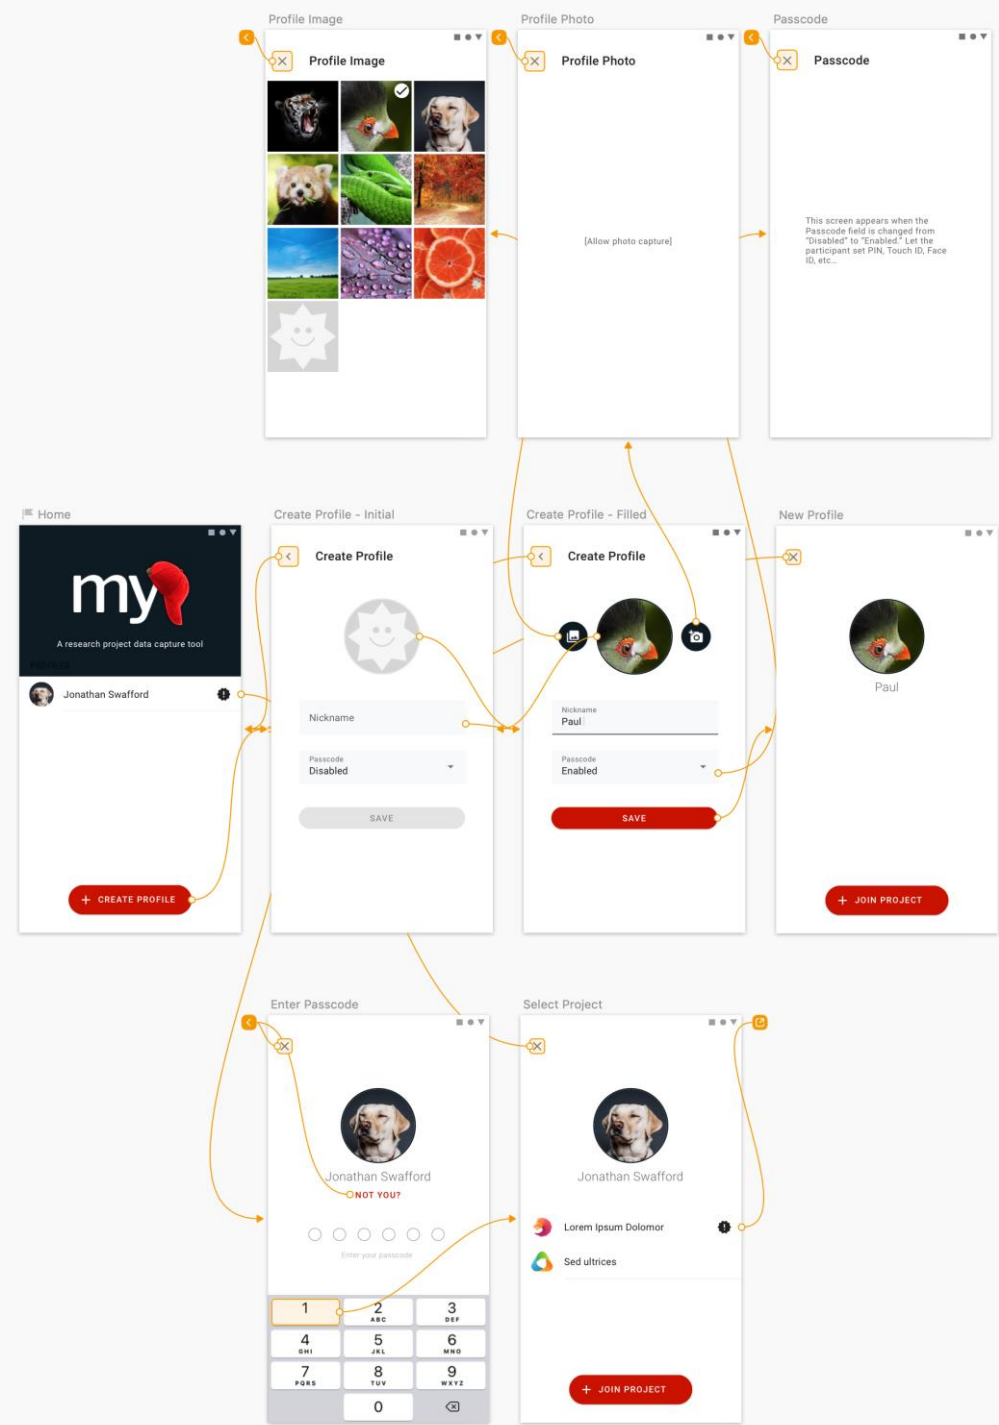 Profile Image
Profile Photo
Passcode
Profile Image
Profile Photo
Passcode
[Allow photo capture]
This screen appears when the
Passcode field is changed from
"Disabled" to "Enabled." Let the
participant set PIN, Touch ID, Face
ID, etc...
Home
Create Profile - Initial
Create Profile - Filled
New Profile
my
A research project data capture tool
PROFILES
Jonathan Swafford
+ CREATE PROFILE
Create Profile
Nickname
Passcode
Disabled
SAVE
Create Profile
Nickname
Paul
Passcode
Enabled
SAVE
Paul
+ JOIN PROJECT
Enter Passcode
Select Project
Jonathan Swafford
NOT YOU?
Enter your passcode
1
2
ABC
3
DEF
4
GHI
5
JKL
6
MNO
7
PQRS
8
TUV
9
WXYZ
0
Jonathan Swafford
Lorem Ipsum Dolomor
Sed ultrices
+ JOIN PROJECT